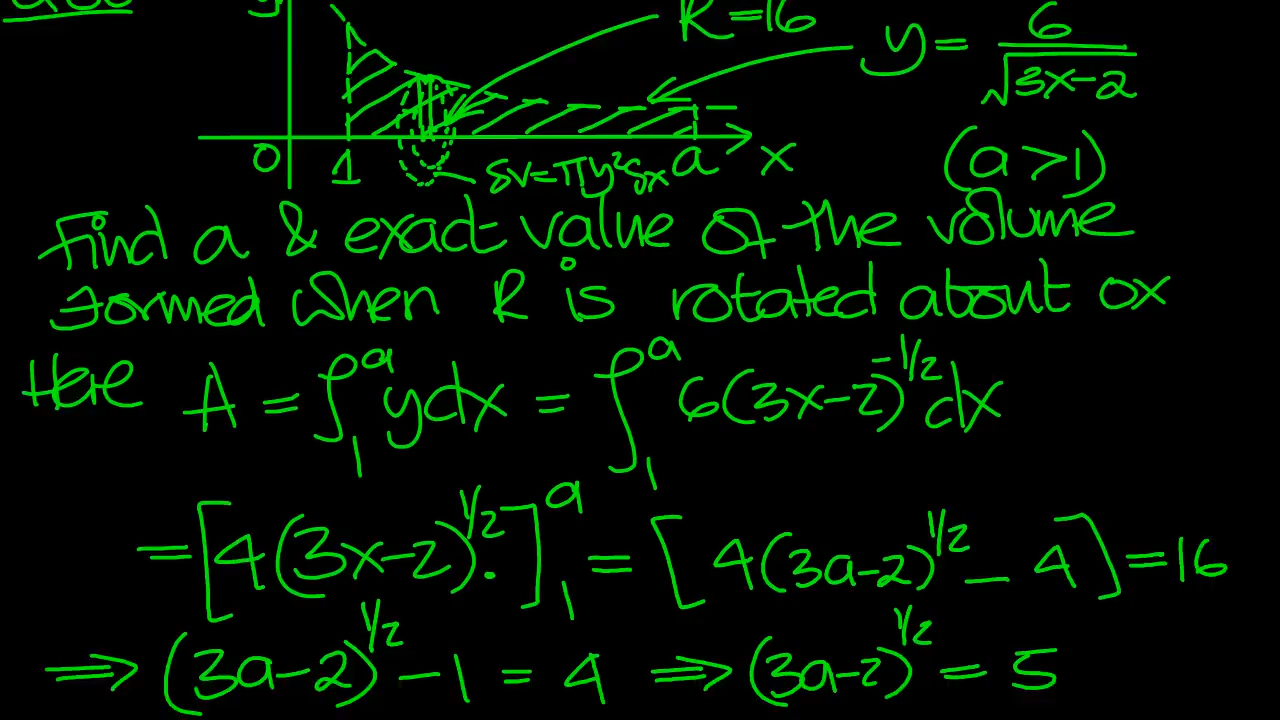 y
R = 16
y = 6/√(3x-2)
0 1 a x
(a > 1)
δv = πy²δx
Find a & exact value of the volume
formed when R is rotated about ox
Here A = ∫₁ᵃ ydx = ∫₁ᵃ 6(3x-2)^(-1/2) dx
= [4(3x-2)^(1/2).]₁ᵃ = [4(3a-2)^(1/2) - 4] = 16
⇒ (3a-2)^(1/2) - 1 = 4 ⇒ (3a-2)^(1/2) = 5